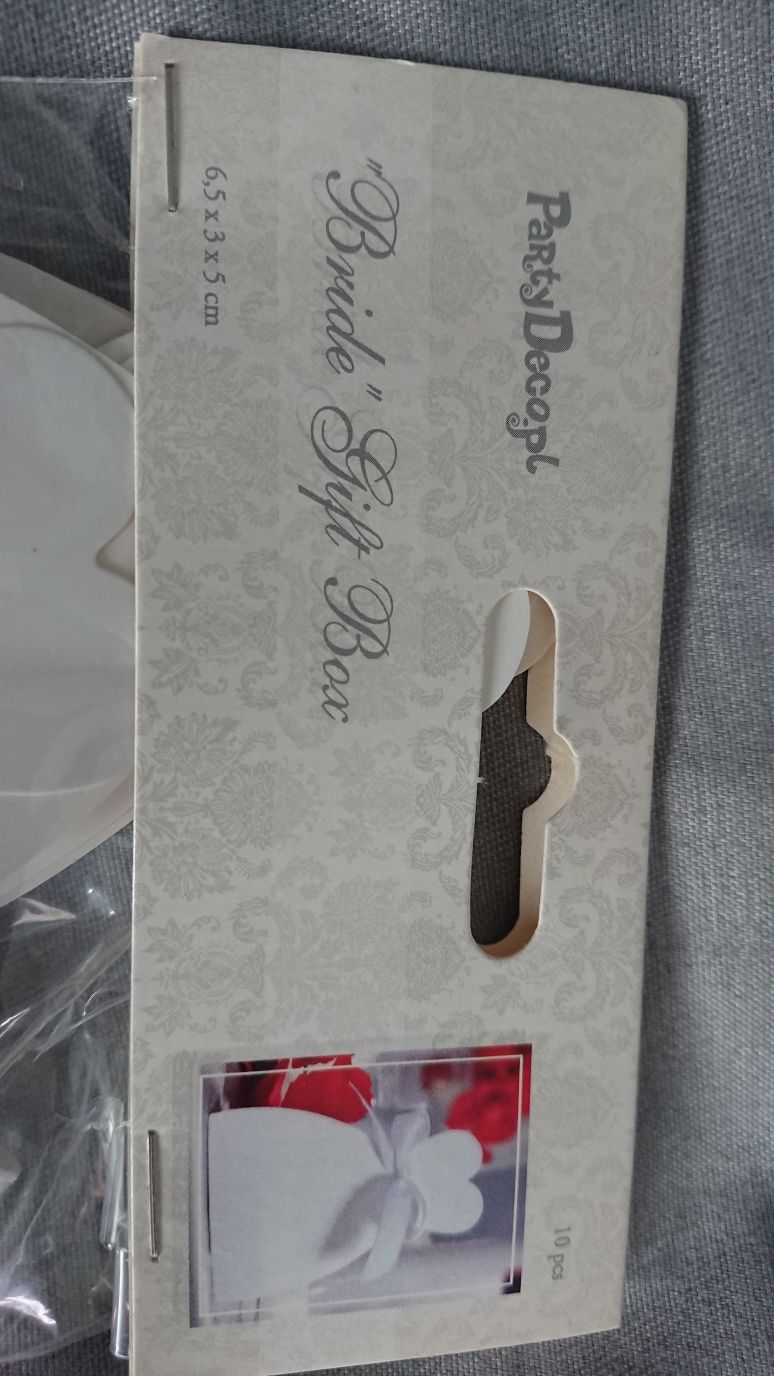 PartyDeco.pl
10 pcs
"Bride" Gift Box
6,5 x 3 x 5 cm